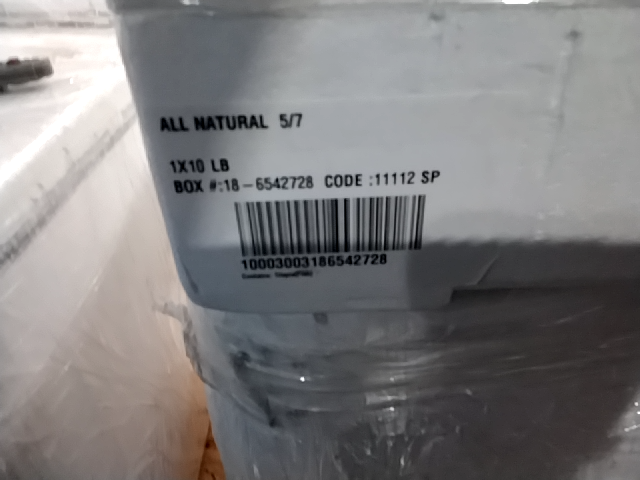 ALL NATURAL 5/7
1X10 LB
BOX #:18-6542728 CODE :11112 SP
10003003186542728